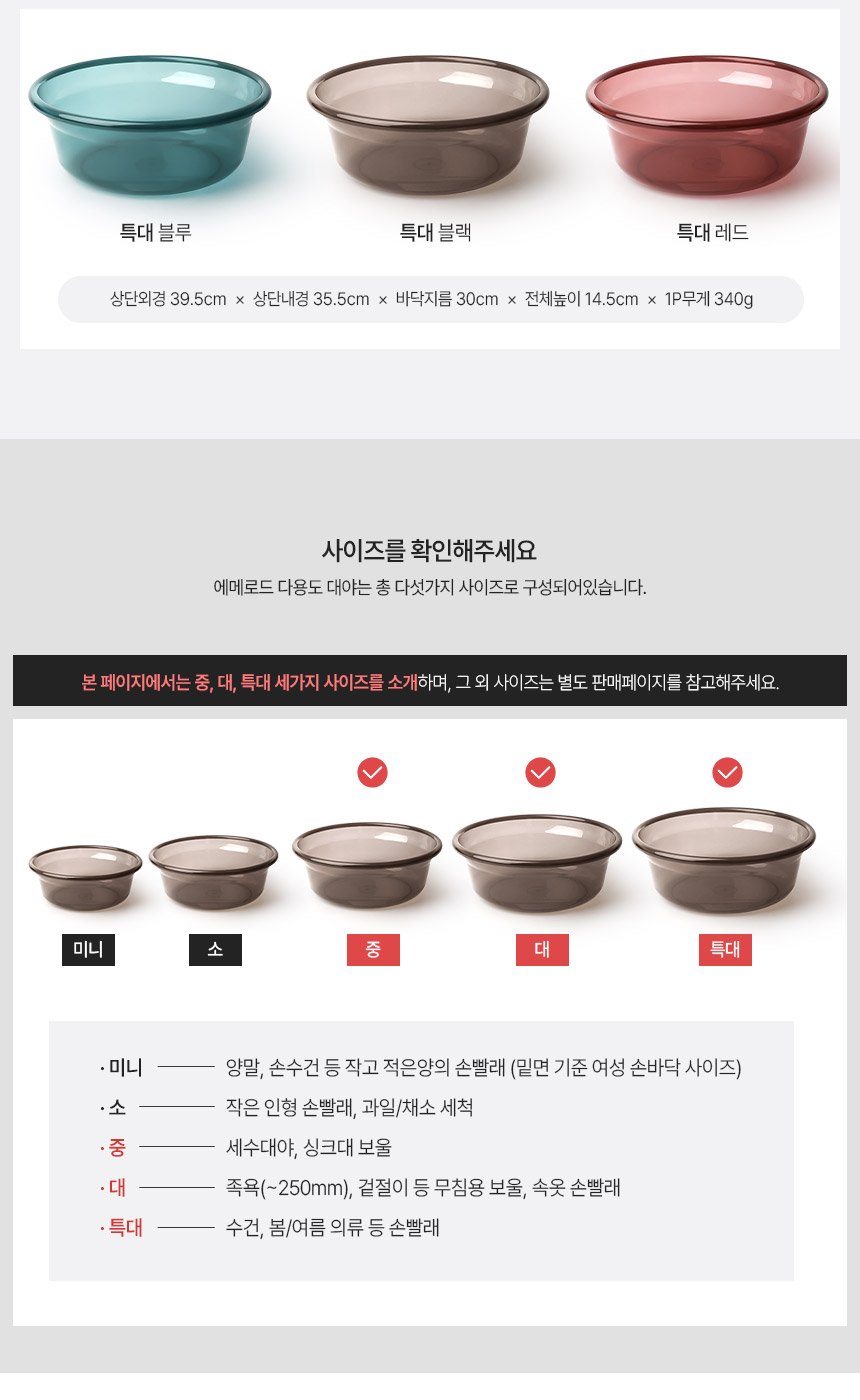 특대 블루
특대 블랙
특대 레드
상단외경 39.5cm × 상단내경 35.5cm × 바닥지름 30cm × 전체높이 14.5cm × 1P무게 340g
사이즈를 확인해주세요
에메로드 다용도 대야는 총 다섯가지 사이즈로 구성되어있습니다.
본 페이지에서는 중, 대, 특대 세가지 사이즈를 소개하며, 그 외 사이즈는 별도 판매페이지를 참고해주세요.
미니
소
중
대
특대
· 미니 양말, 손수건 등 작고 적은양의 손빨래 (밑면 기준 여성 손바닥 사이즈)
· 소 작은 인형 손빨래, 과일/채소 세척
· 중 세수대야, 싱크대 보울
· 대 족욕(~250mm), 겉절이 등 무침용 보울, 속옷 손빨래
· 특대 수건, 봄/여름 의류 등 손빨래